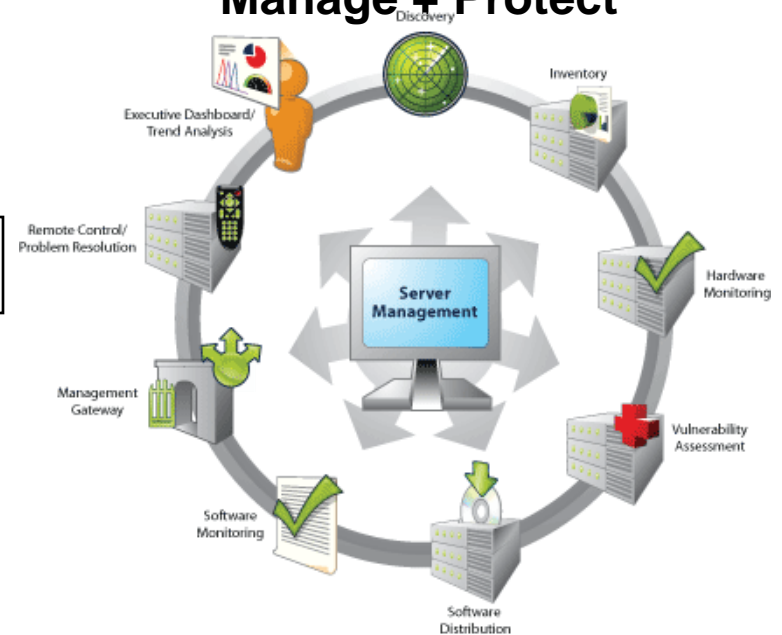 Manage + Protect
Discovery
Inventory
Executive Dashboard/
Trend Analysis
Remote Control/
Problem Resolution
Hardware
Monitoring
Server
Management
Management
Gateway
Vulnerability
Assessment
Software
Monitoring
Software
Distribution